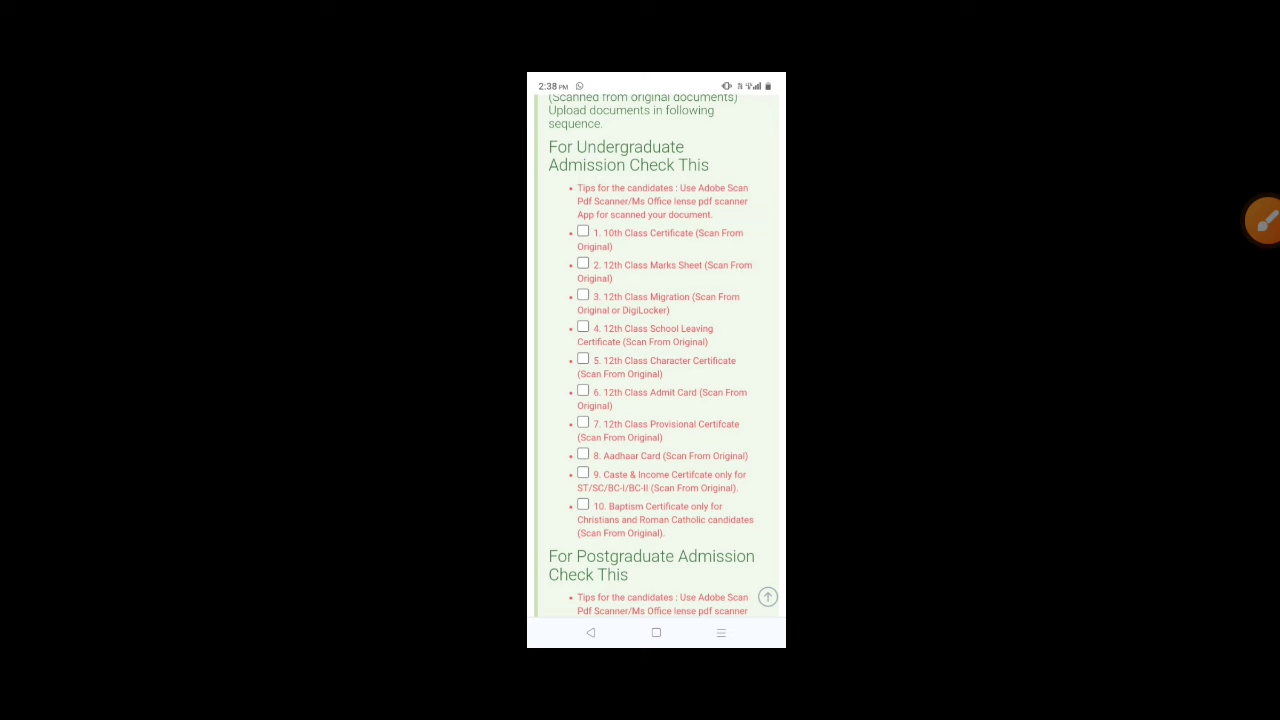 2:38 PM
(Scanned from original documents)
Upload documents in following
sequence.
For Undergraduate
Admission Check This
• Tips for the candidates : Use Adobe Scan
Pdf Scanner/Ms Office lense pdf scanner
App for scanned your document.
• 1. 10th Class Certificate (Scan From
Original)
• 2. 12th Class Marks Sheet (Scan From
Original)
• 3. 12th Class Migration (Scan From
Original or DigiLocker)
• 4. 12th Class School Leaving
Certificate (Scan From Original)
• 5. 12th Class Character Certificate
(Scan From Original)
• 6. 12th Class Admit Card (Scan From
Original)
• 7. 12th Class Provisional Certifcate
(Scan From Original)
• 8. Aadhaar Card (Scan From Original)
• 9. Caste & Income Certifcate only for
ST/SC/BC-I/BC-II (Scan From Original).
• 10. Baptism Certificate only for
Christians and Roman Catholic candidates
(Scan From Original).
For Postgraduate Admission
Check This
• Tips for the candidates : Use Adobe Scan
Pdf Scanner/Ms Office lense pdf scanner